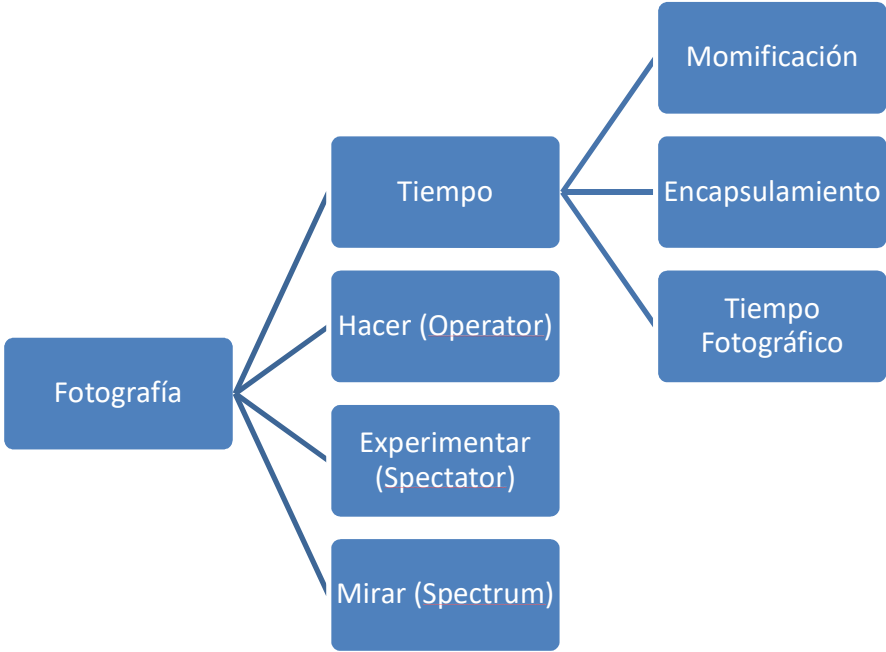 Fotografía
Tiempo
Hacer (Operator)
Experimentar
(Spectator)
Mirar (Spectrum)
Momificación
Encapsulamiento
Tiempo
Fotográfico